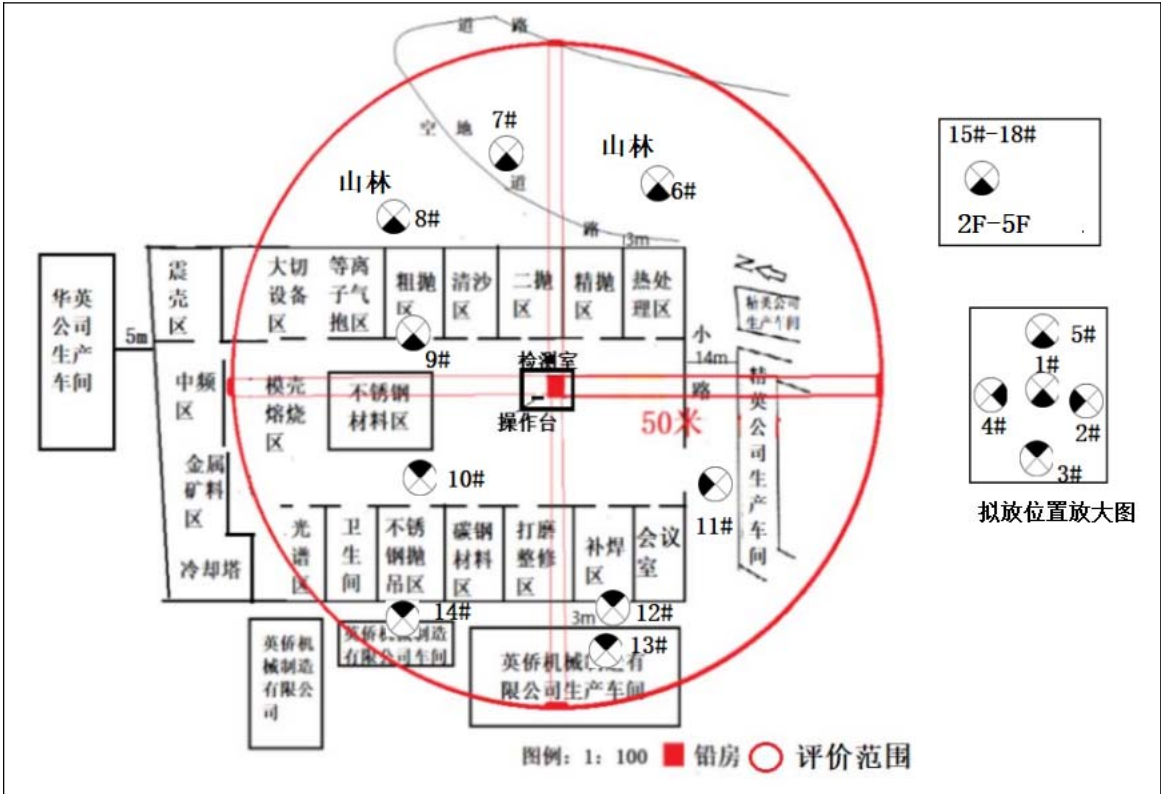 道 路
7#
空 地
山林
6#
道
山林
8#
路
3m
15#-18#
2F-5F
华英
公司
生产
车间
5m
震
壳
区
大切
设备
区
等离
子气
抱区
粗抛
区
清沙
区
二抛
区
精抛
区
热处
理区
N
生产车间
小
14m
路
9#
检测室
操作台
50米
中频
区
模壳
熔烧
区
不锈钢
材料区
精
英
公
司
生
产
车
间
5#
1#
4#
2#
3#
拟放位置放大图
金属
矿料
区
冷却塔
10#
11#
光
谱
区
卫
生
间
不锈
钢抛
吊区
碳钢
材料
区
打磨
整修
区
补焊
区
会议
室
14#
3m
12#
13#
英侨机
械制造
有限公
司
英侨机械制造
有限公司车间
英侨机械制造有
限公司生产车间
图例：1：100
铅房
评价范围